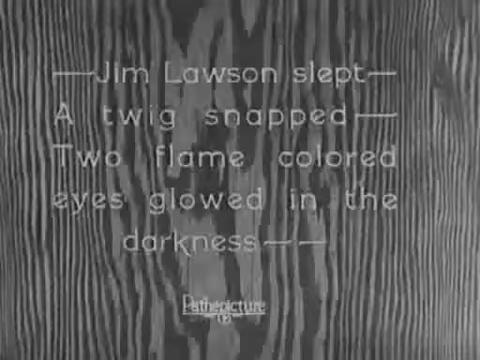 ——Jim Lawson slept—
A twig snapped——
Two flame colored
eyes glowed in the
darkness— —
Pathepicture